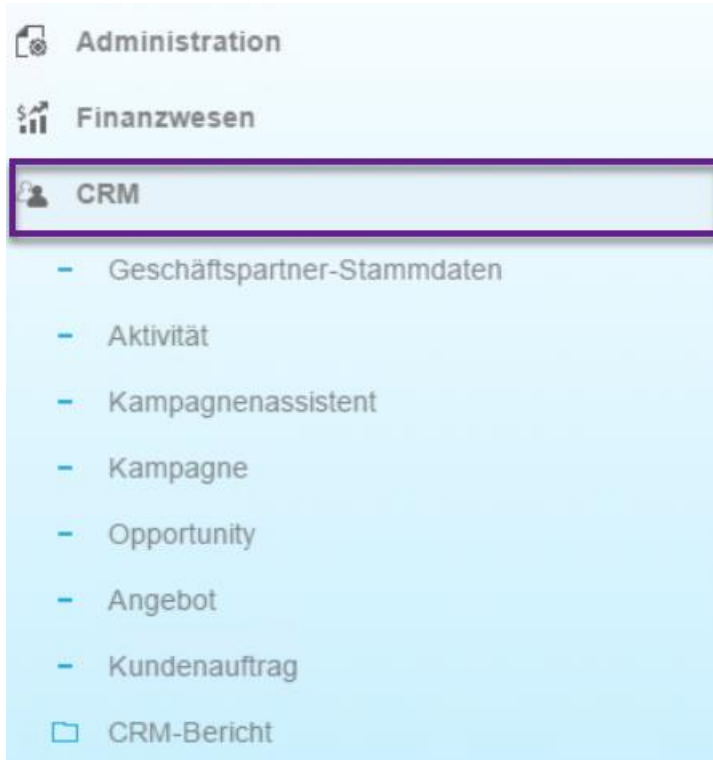 Administration
Finanzwesen
CRM
Geschäftspartner-Stammdaten
Aktivität
Kampagnenassistent
Kampagne
Opportunity
Angebot
Kundenauftrag
CRM-Bericht